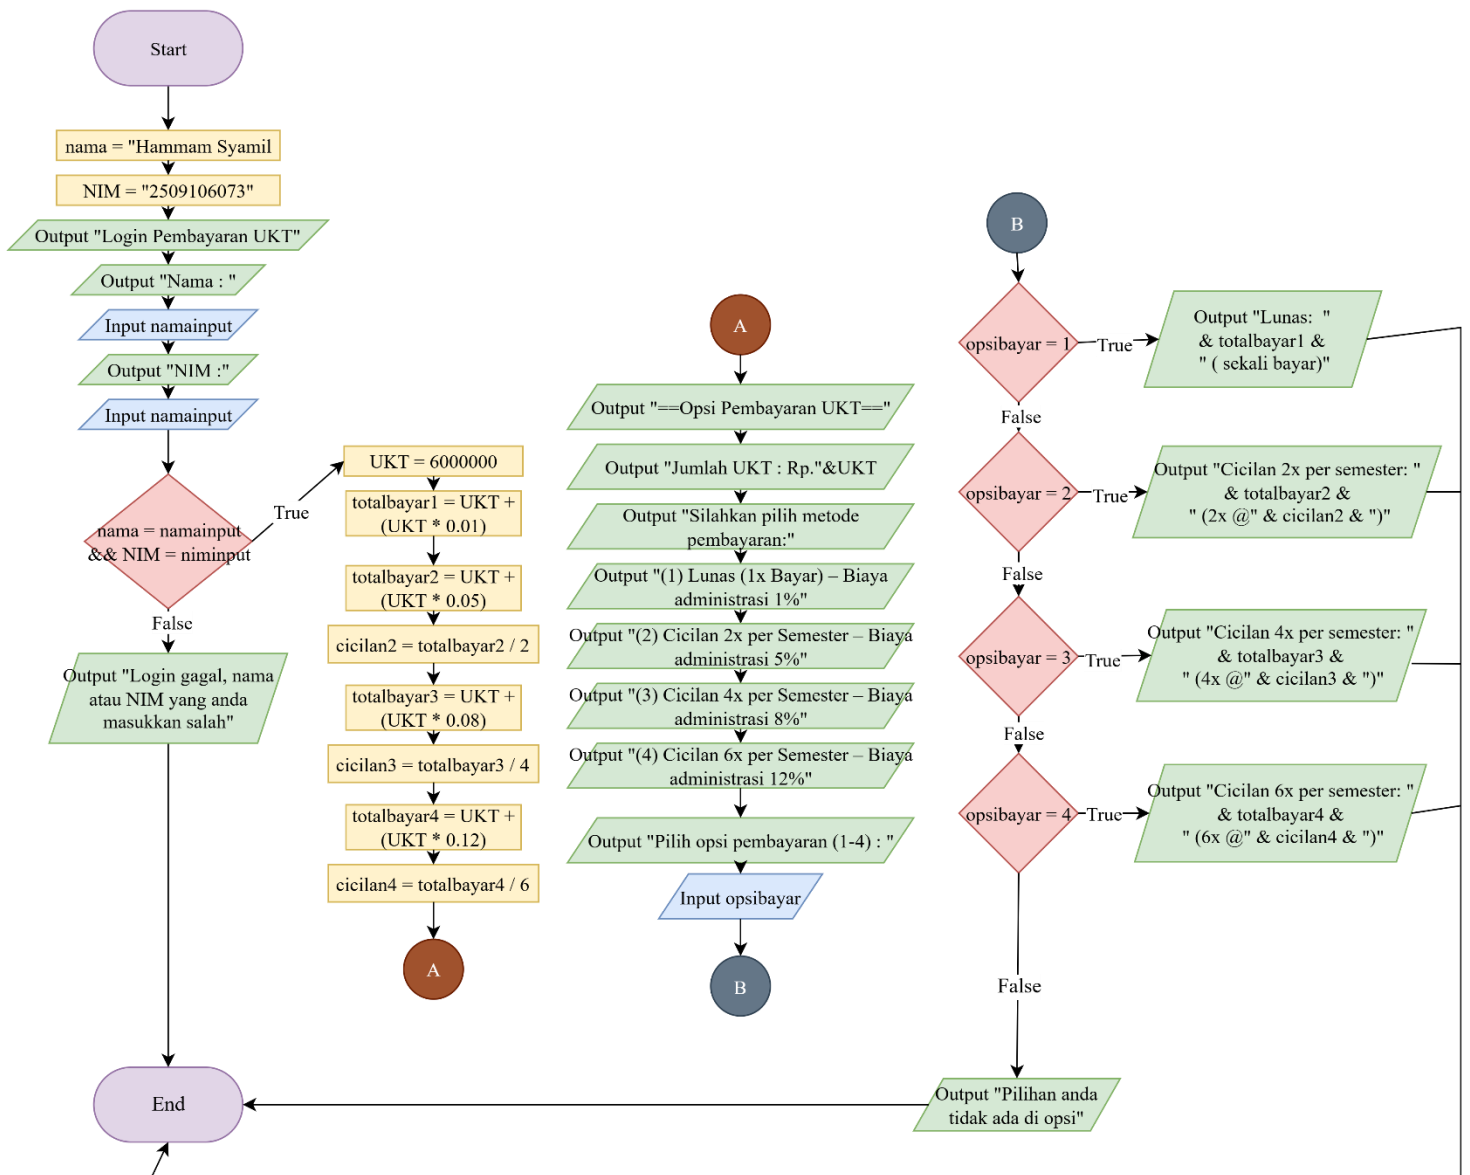 Start
nama = "Hammam Syamil
NIM = "2509106073"
Output "Login Pembayaran UKT"
Output "Nama : "
Input namainput
Output "NIM :"
Input namainput
nama = namainput
&& NIM = niminput
True
False
Output "Login gagal, nama
atau NIM yang anda
masukkan salah"
End
UKT = 6000000
totalbayar1 = UKT +
(UKT * 0.01)
totalbayar2 = UKT +
(UKT * 0.05)
cicilan2 = totalbayar2 / 2
totalbayar3 = UKT +
(UKT * 0.08)
cicilan3 = totalbayar3 / 4
totalbayar4 = UKT +
(UKT * 0.12)
cicilan4 = totalbayar4 / 6
A
A
Output "==Opsi Pembayaran UKT=="
Output "Jumlah UKT : Rp."&UKT
Output "Silahkan pilih metode
pembayaran:"
Output "(1) Lunas (1x Bayar) – Biaya
administrasi 1%"
Output "(2) Cicilan 2x per Semester – Biaya
administrasi 5%"
Output "(3) Cicilan 4x per Semester – Biaya
administrasi 8%"
Output "(4) Cicilan 6x per Semester – Biaya
administrasi 12%"
Output "Pilih opsi pembayaran (1-4) : "
Input opsibayar
B
B
opsibayar = 1
True
Output "Lunas:  "
& totalbayar1 &
" ( sekali bayar)"
False
opsibayar = 2
True
Output "Cicilan 2x per semester: "
& totalbayar2 &
" (2x @" & cicilan2 & ")"
False
opsibayar = 3
True
Output "Cicilan 4x per semester: "
& totalbayar3 &
" (4x @" & cicilan3 & ")"
False
opsibayar = 4
True
Output "Cicilan 6x per semester: "
& totalbayar4 &
" (6x @" & cicilan4 & ")"
False
Output "Pilihan anda
tidak ada di opsi"